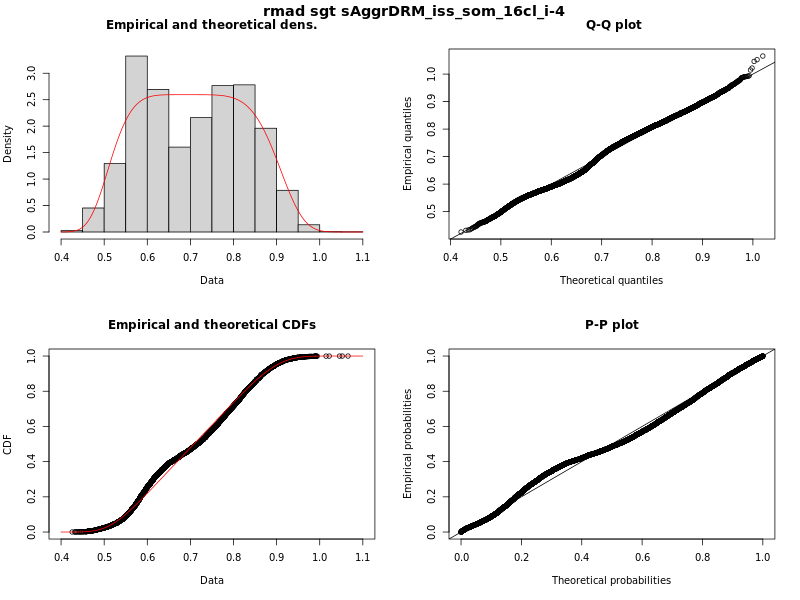 rmad sgt sAggrDRM_iss_som_16cl_i-4
Empirical and theoretical dens.
Density
0.0 0.5 1.0 1.5 2.0 2.5 3.0
0.4 0.5 0.6 0.7 0.8 0.9 1.0 1.1
Data
Q-Q plot
Empirical quantiles
0.5 0.6 0.7 0.8 0.9 1.0
0.4 0.5 0.6 0.7 0.8 0.9 1.0
Theoretical quantiles
Empirical and theoretical CDFs
CDF
0.0 0.2 0.4 0.6 0.8 1.0
0.4 0.5 0.6 0.7 0.8 0.9 1.0 1.1
Data
P-P plot
Empirical probabilities
0.0 0.2 0.4 0.6 0.8 1.0
0.0 0.2 0.4 0.6 0.8 1.0
Theoretical probabilities